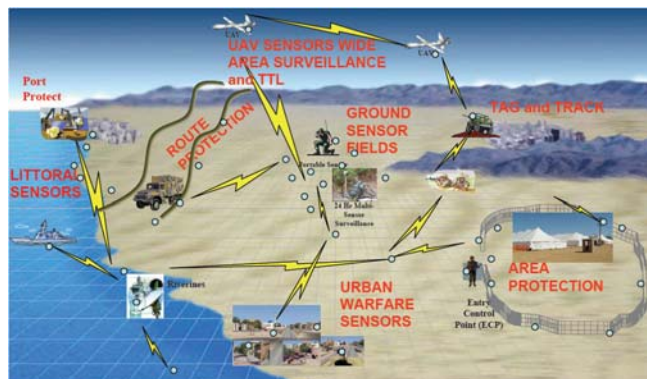 UAV
UAV
UAV SENSORS WIDE
AREA SURVEILLANCE
and TTL
Port
Protect
TAG and TRACK
GROUND
SENSOR
FIELDS
ROUTE
PROTECTION
LITTORAL
SENSORS
24 Hr Multi-
Sensor
Surveillance
AREA
PROTECTION
Riverines
URBAN
WARFARE
SENSORS
Entry
Control
Point (ECP)